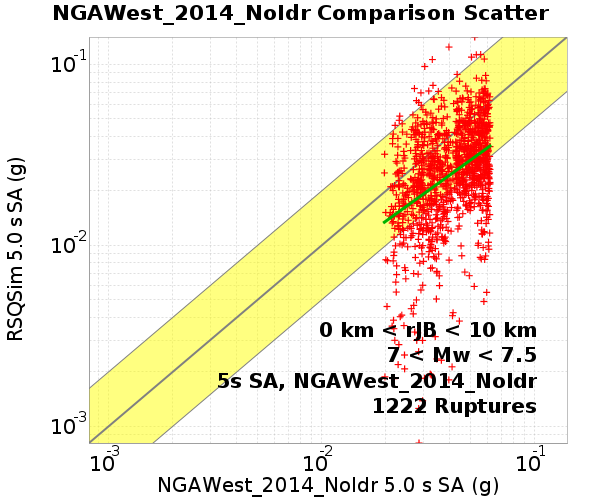 NGAWest_2014_NoIdr Comparison Scatter
10-1
10-2
10-3
RSQSim 5.0 s SA (g)
0 km < rJB < 10 km
7 < Mw < 7.5
5s SA, NGAWest_2014_NoIdr
1222 Ruptures
10-3 10-2 10-1
NGAWest_2014_NoIdr 5.0 s SA (g)